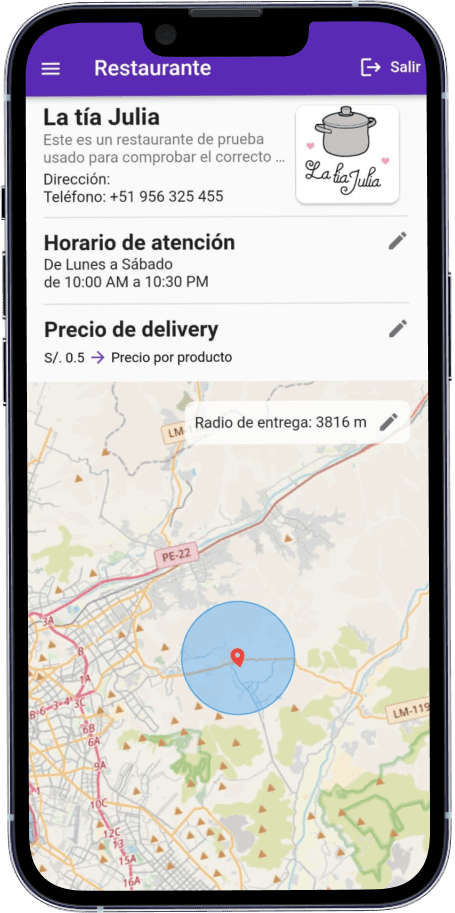 Restaurante
Salir
La tía Julia
Este es un restaurante de prueba
usado para comprobar el correcto ...
Dirección:
Teléfono: +51 956 325 455
La tía Julia
Horario de atención
De Lunes a Sábado
de 10:00 AM a 10:30 PM
Precio de delivery
S/. 0.5 → Precio por producto
Radio de entrega: 3816 m
LM-
PE-22
3A
B
1A
B·6·3·4·3C
6B
6A
LM-119
9A
10C
12C
13A
15A
16A